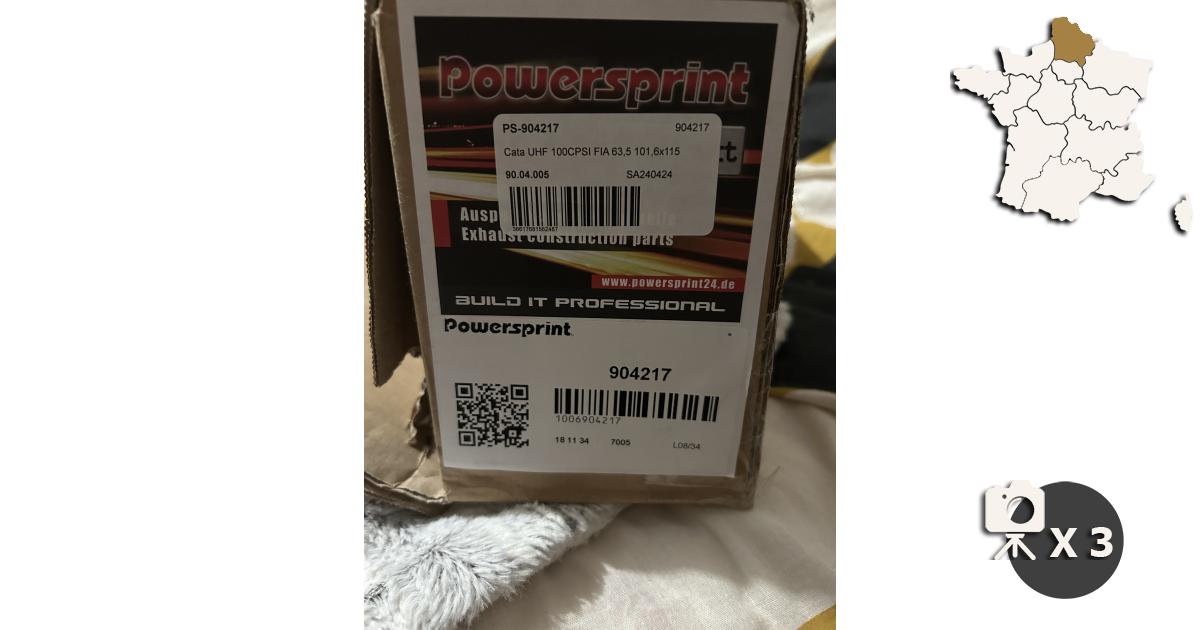 Powersprint
PS-904217 904217
Cata UHF 100CPSI FIA 63,5 101,6x115
90.04.005 SA240424
Exhaust construction parts
www.powersprint24.de
BUILD IT PROFESSIONAL
Powersprint
904217
1006904217
18 11 34 7005 L08/34
X 3